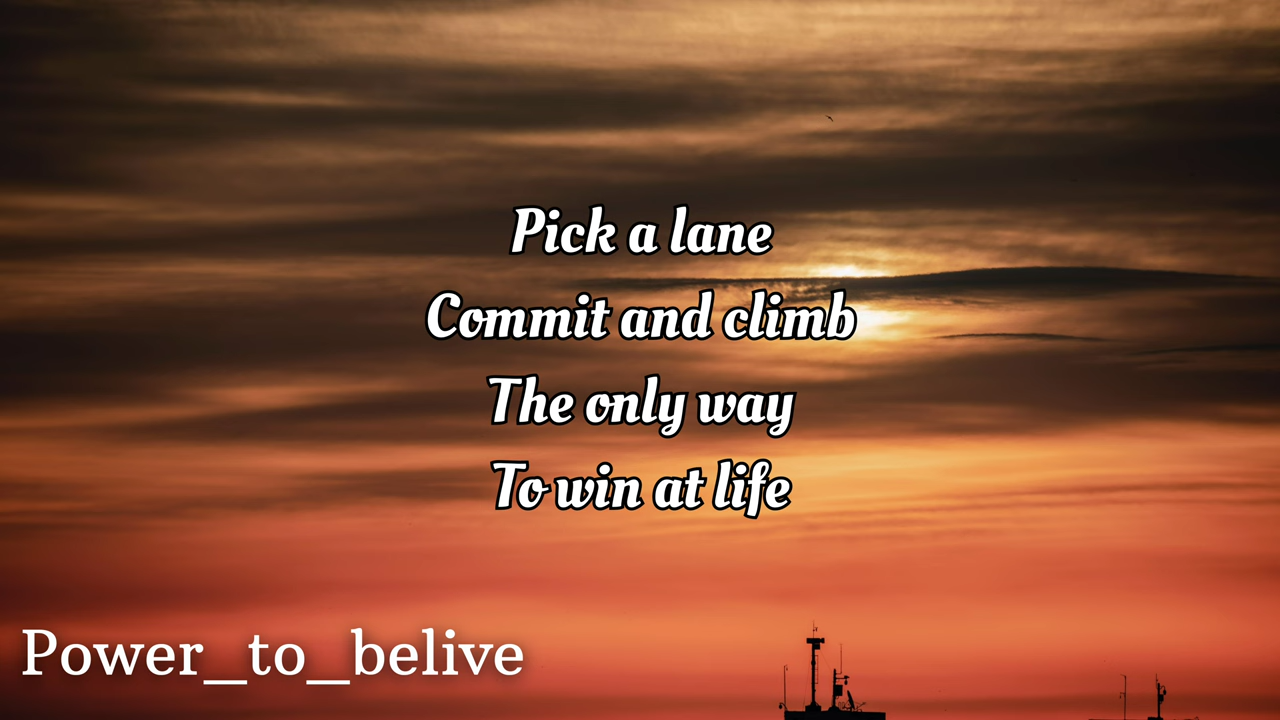 Pick a lane
Commit and climb
The only way
To win at life
Power_to_belive